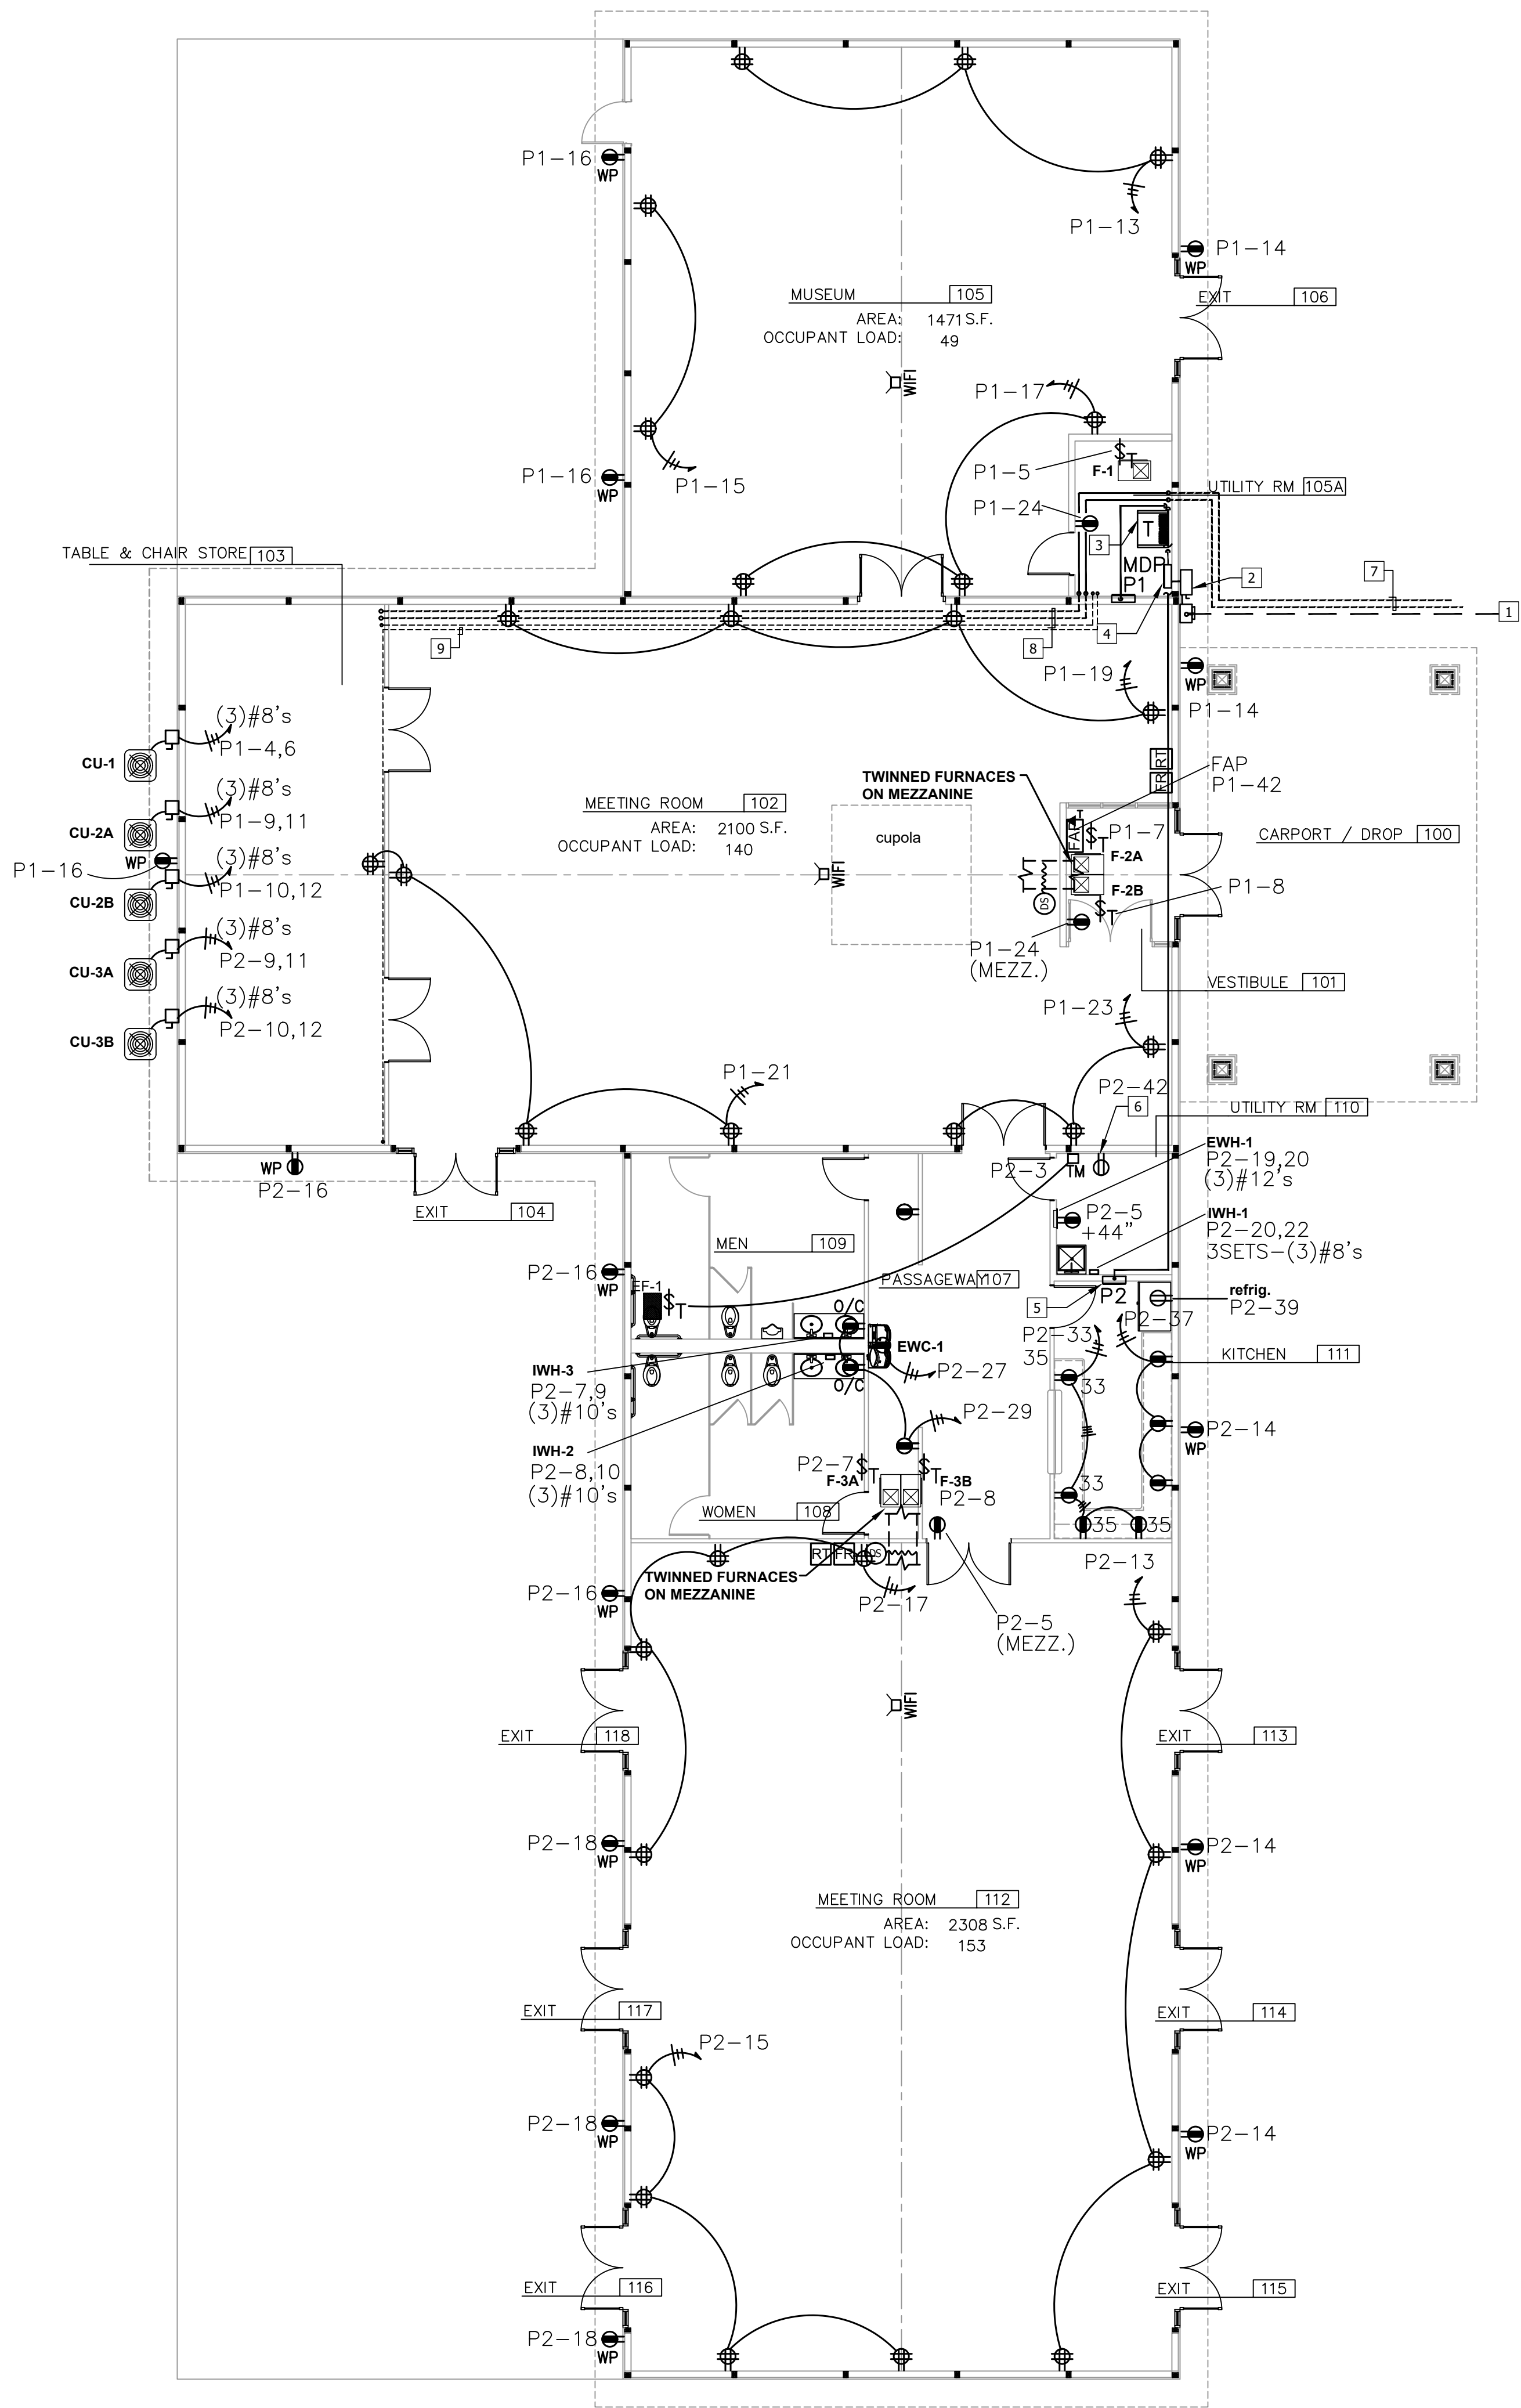 P1-16
WP
P1-13
P1-14
WP
MUSEUM 105
AREA: 1471 S.F.
OCCUPANT LOAD: 49
EXIT 106
WIFI
P1-17
P1-16
WP
P1-15
P1-5
F-1
T
UTILITY RM 105A
P1-24
3
T
MDP
P1
2
7
1
4
TABLE & CHAIR STORE 103
9
8
P1-19
WP
P1-14
(3)#8's
P1-4,6
CU-1
RT
FR
FAP
P1-42
TWINNED FURNACES
ON MEZZANINE
(3)#8's
P1-9,11
CU-2A
MEETING ROOM 102
AREA: 2100 S.F.
OCCUPANT LOAD: 140
cupola
FAP
T
P1-7
T
CARPORT / DROP 100
WP
P1-16
(3)#8's
P1-10,12
CU-2B
WIFI
F-2A
F-2B
DS
T
P1-8
(3)#8's
P2-9,11
CU-3A
P1-24
(MEZZ.)
VESTIBULE 101
(3)#8's
P2-10,12
CU-3B
P1-23
P1-21
P2-42
6
UTILITY RM 110
WP
P2-16
P2-3
TM
EWH-1
P2-19,20
(3)#12's
EXIT 104
P2-5
+44"
IWH-1
P2-20,22
3SETS-(3)#8's
MEN 109
P2-16
WP
PASSAGEWAY 107
EF-1
T
O/C
5
P2
refrig.
P2-39
P2-37
P2-33,
35
EWC-1
KITCHEN 111
IWH-3
P2-7,9
(3)#10's
O/C
P2-27
33
P2-29
P2-14
WP
IWH-2
P2-8,10
(3)#10's
P2-7
T
F-3A
T
F-3B
P2-8
33
WOMEN 108
35
35
RT
FR
DS
P2-13
TWINNED FURNACES
ON MEZZANINE
P2-16
WP
P2-17
P2-5
(MEZZ.)
WIFI
EXIT 118
EXIT 113
P2-18
WP
P2-14
WP
MEETING ROOM 112
AREA: 2308 S.F.
OCCUPANT LOAD: 153
EXIT 117
EXIT 114
P2-15
P2-18
WP
P2-14
WP
EXIT 116
EXIT 115
P2-18
WP